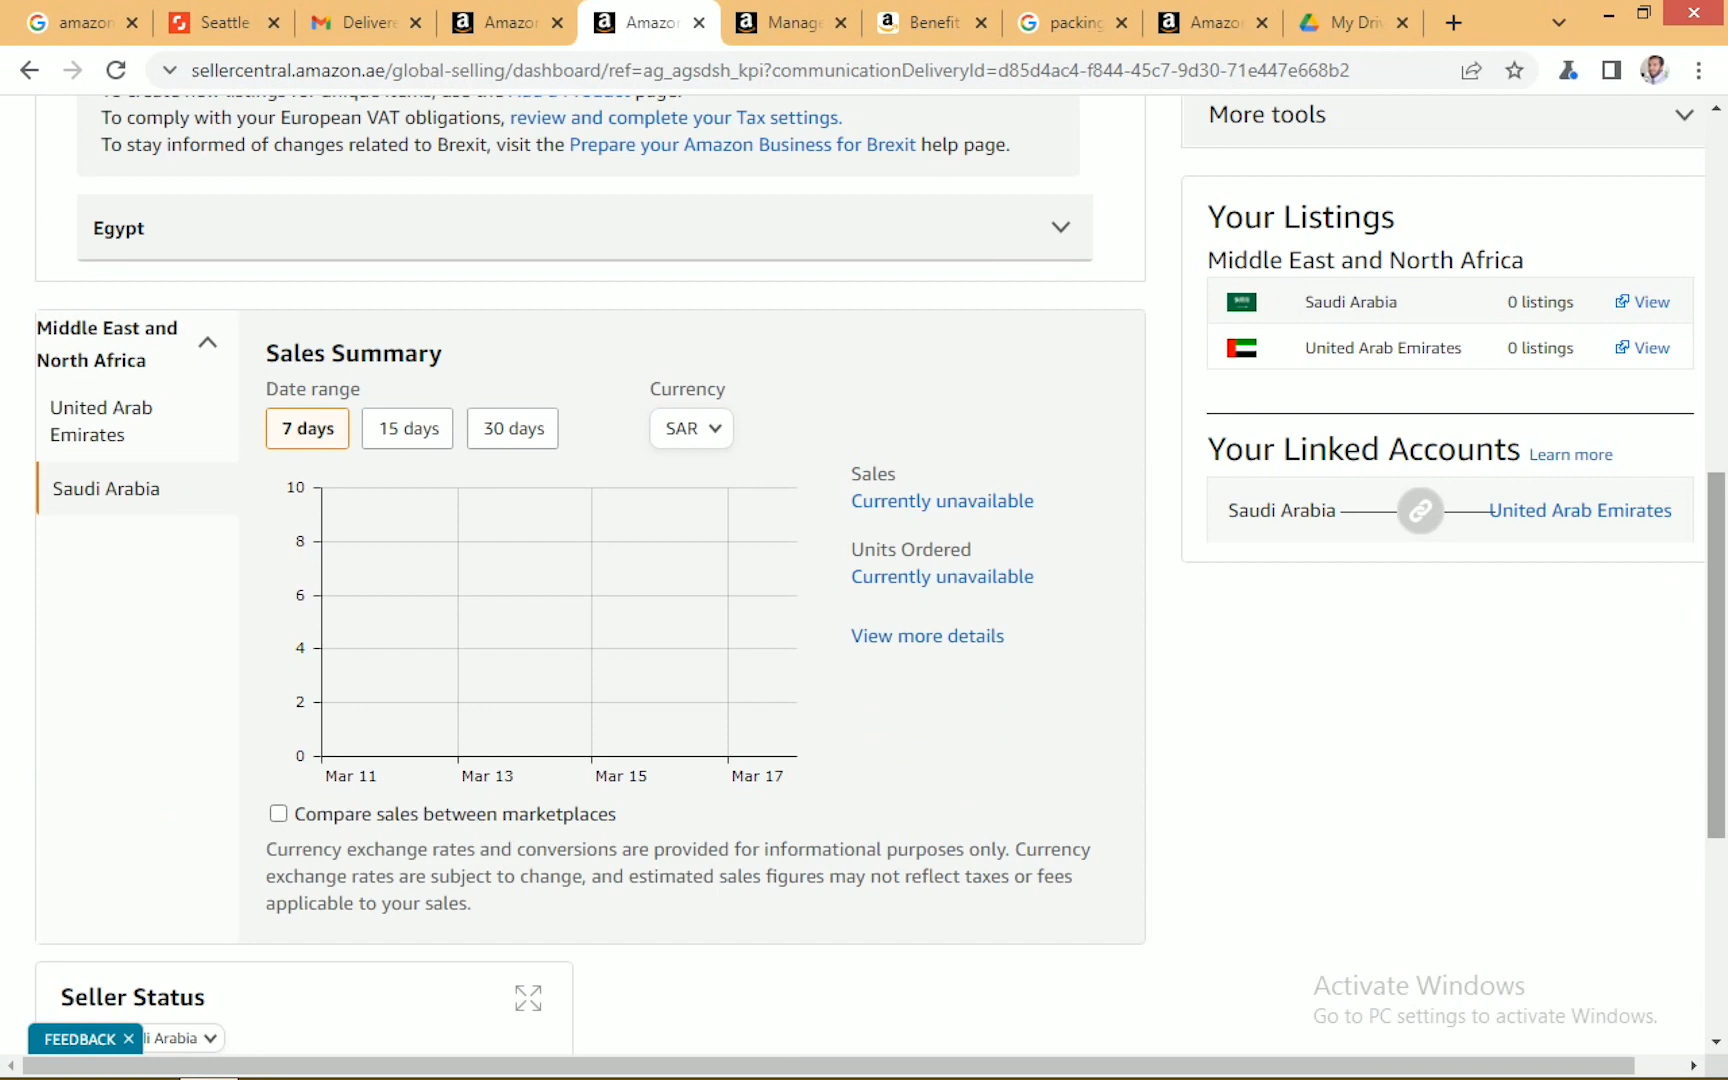 amazon
Seattle
Delivere
Amazon
Amazon
Manage
Benefit
packing
Amazon
My Driv
sellercentral.amazon.ae/global-selling/dashboard/ref=ag_agsdsh_kpi?communicationDeliveryId=d85d4ac4-f844-45c7-9d30-71e447e668b2
To comply with your European VAT obligations, review and complete your Tax settings.
To stay informed of changes related to Brexit, visit the Prepare your Amazon Business for Brexit help page.
Egypt
Middle East and
North Africa
United Arab
Emirates
Saudi Arabia
Sales Summary
Date range
Currency
7 days
15 days
30 days
SAR
10
8
6
4
2
0
Mar 11
Mar 13
Mar 15
Mar 17
Sales
Currently unavailable
Units Ordered
Currently unavailable
View more details
Compare sales between marketplaces
Currency exchange rates and conversions are provided for informational purposes only. Currency
exchange rates are subject to change, and estimated sales figures may not reflect taxes or fees
applicable to your sales.
Seller Status
FEEDBACK
li Arabia
More tools
Your Listings
Middle East and North Africa
Saudi Arabia 0 listings View
United Arab Emirates 0 listings View
Your Linked Accounts Learn more
Saudi Arabia United Arab Emirates
Activate Windows
Go to PC settings to activate Windows.